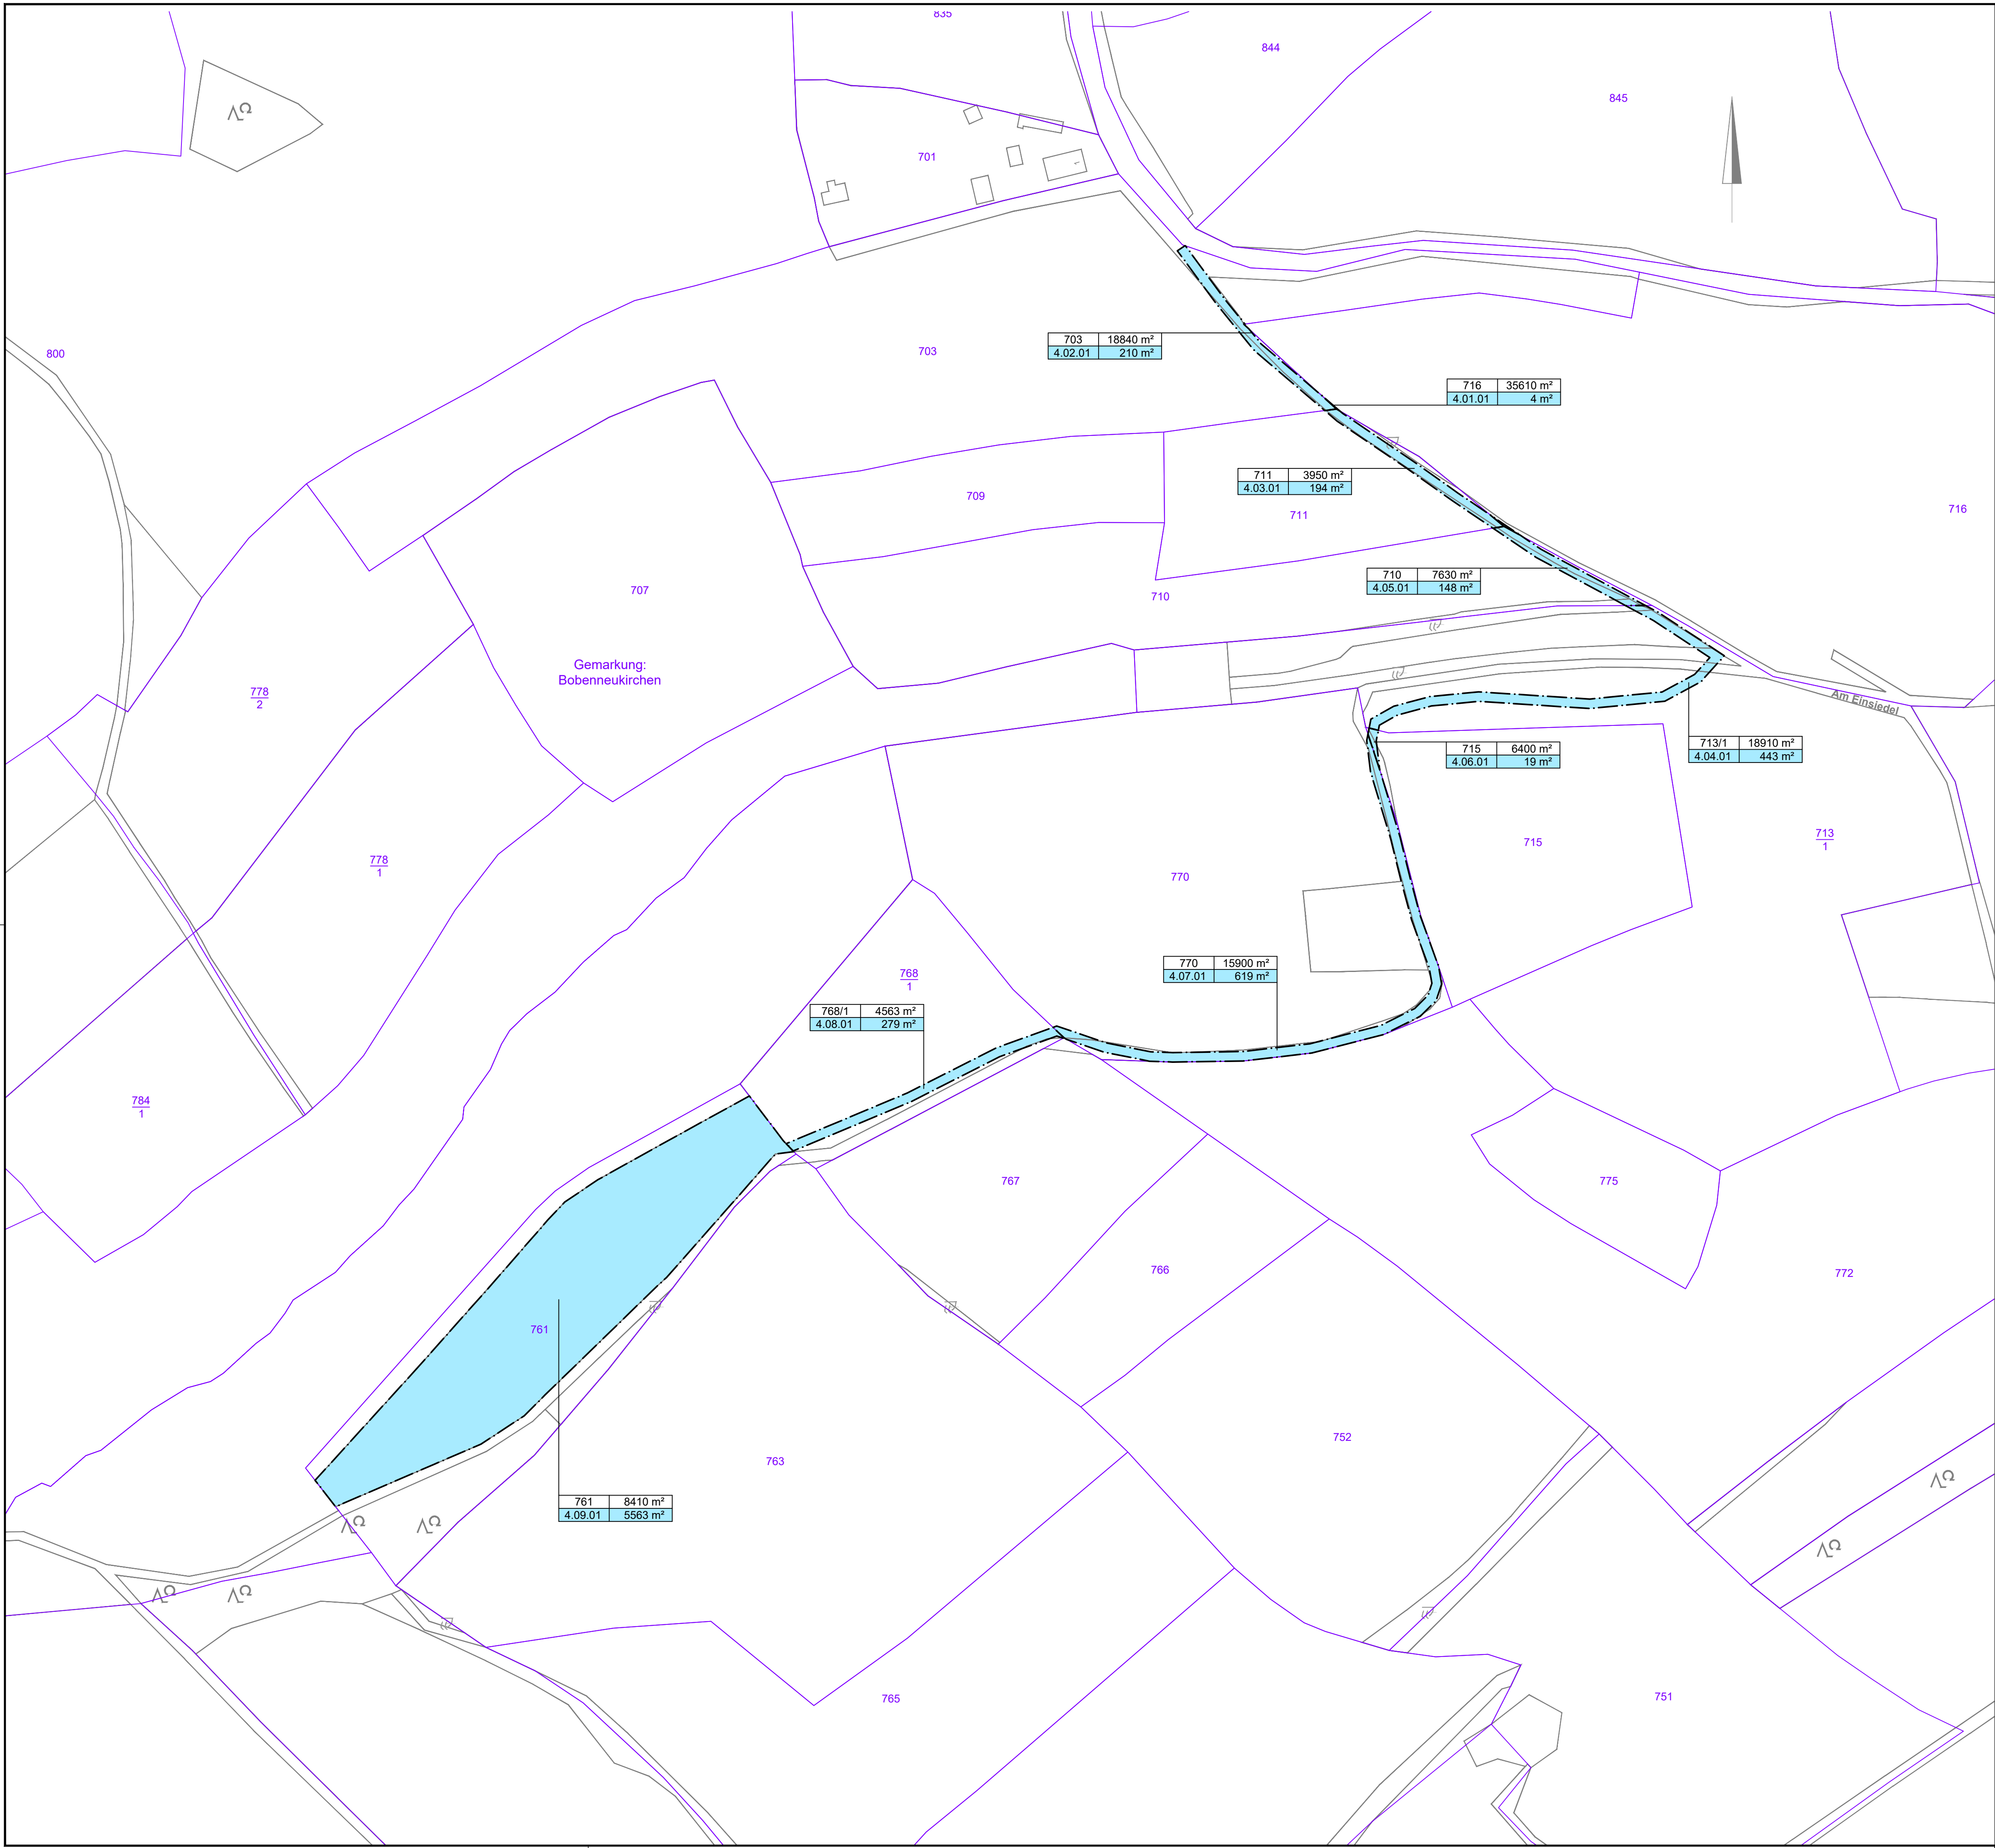 835
844
845
701
800
703
703 18840 m²
4.02.01 210 m²
716 35610 m²
4.01.01 4 m²
711 3950 m²
4.03.01 194 m²
709
711
716
710 7630 m²
4.05.01 148 m²
707
710
Gemarkung:
Bobenneukirchen
778
2
Am Einsiedel
715 6400 m²
4.06.01 19 m²
713/1 18910 m²
4.04.01 443 m²
778
1
770
715
713
1
768
1
770 15900 m²
4.07.01 619 m²
768/1 4563 m²
4.08.01 279 m²
784
1
767
775
766
772
761
752
763
761 8410 m²
4.09.01 5563 m²
765
751